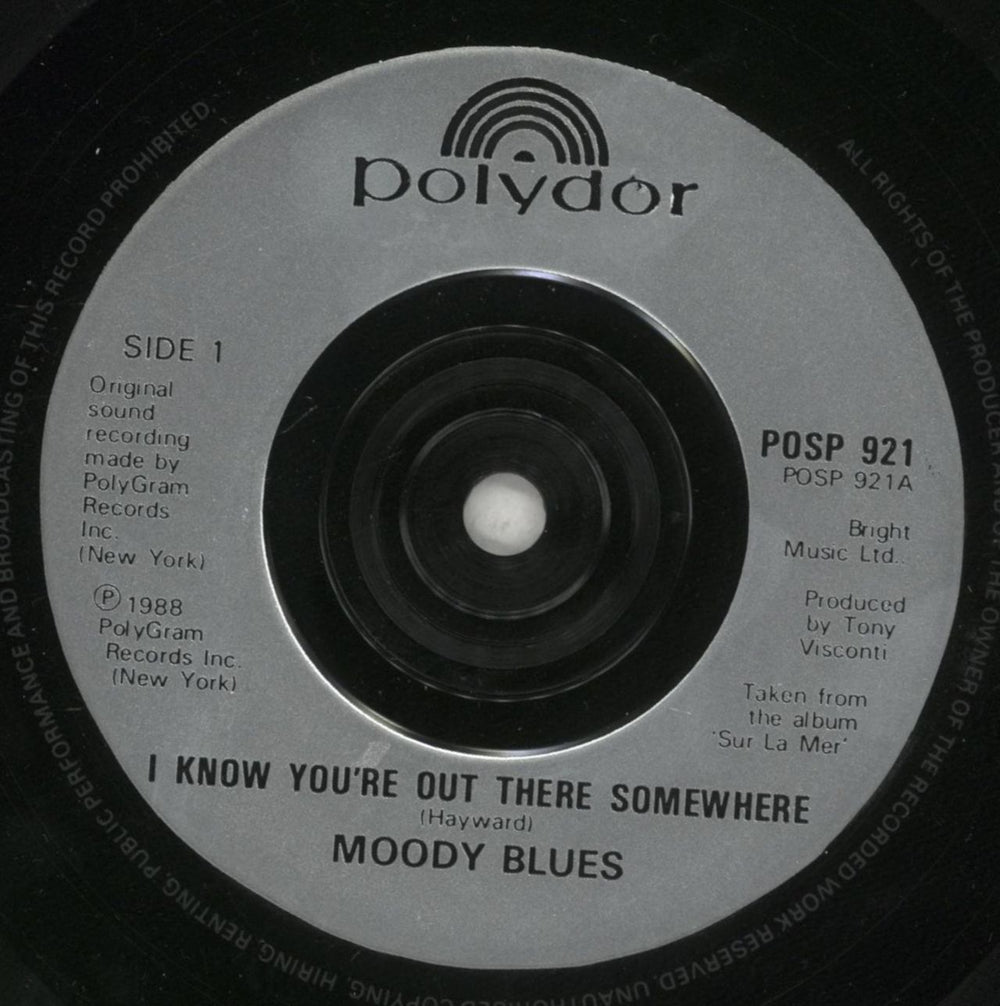 polydor
SIDE 1
Original
sound
recording
made by
PolyGram
Records
Inc.
(New York)
Ⓟ 1988
PolyGram
Records Inc.
(New York)
POSP 921
POSP 921A
Bright
Music Ltd..
Produced
by Tony
Visconti
Taken from
the album
'Sur La Mer'
I KNOW YOU'RE OUT THERE SOMEWHERE
(Hayward)
MOODY BLUES
ALL RIGHTS OF THE PRODUCER THE OWNER OF THE RECORDED WORK RESERVED. UNAUTHORISED COPYING, HIRING, RENTING, PUBLIC PERFORMANCE AND BROADCASTING OF THIS RECORD PROHIBITED.